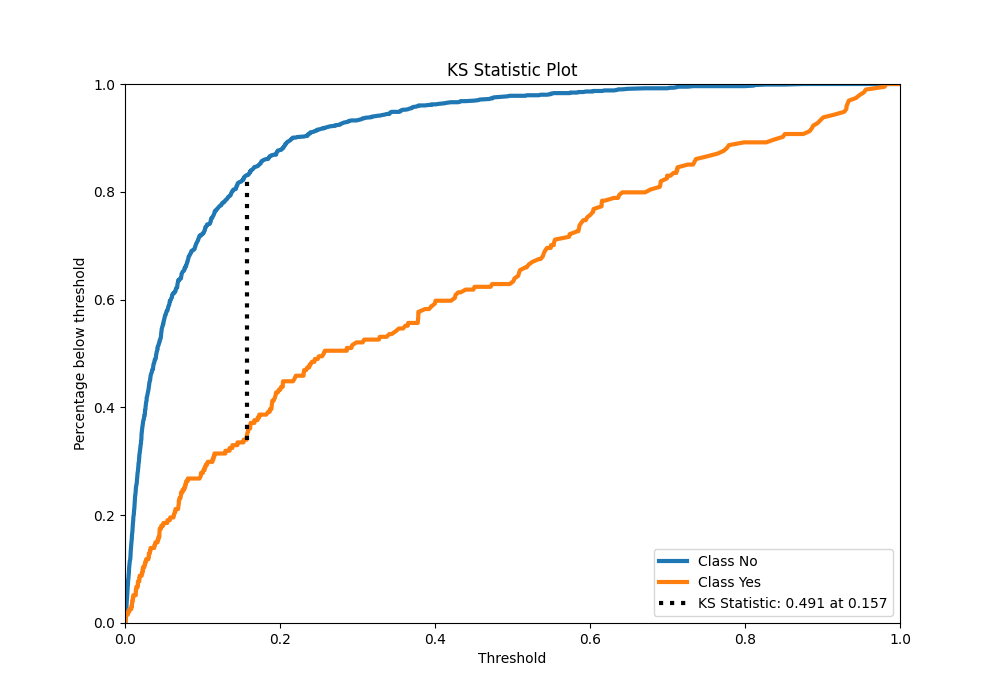 KS Statistic Plot
1.0
0.8
0.6
0.4
0.2
0.0
Percentage below threshold
0.0 0.2 0.4 0.6 0.8 1.0
Threshold
Class No
Class Yes
KS Statistic: 0.491 at 0.157